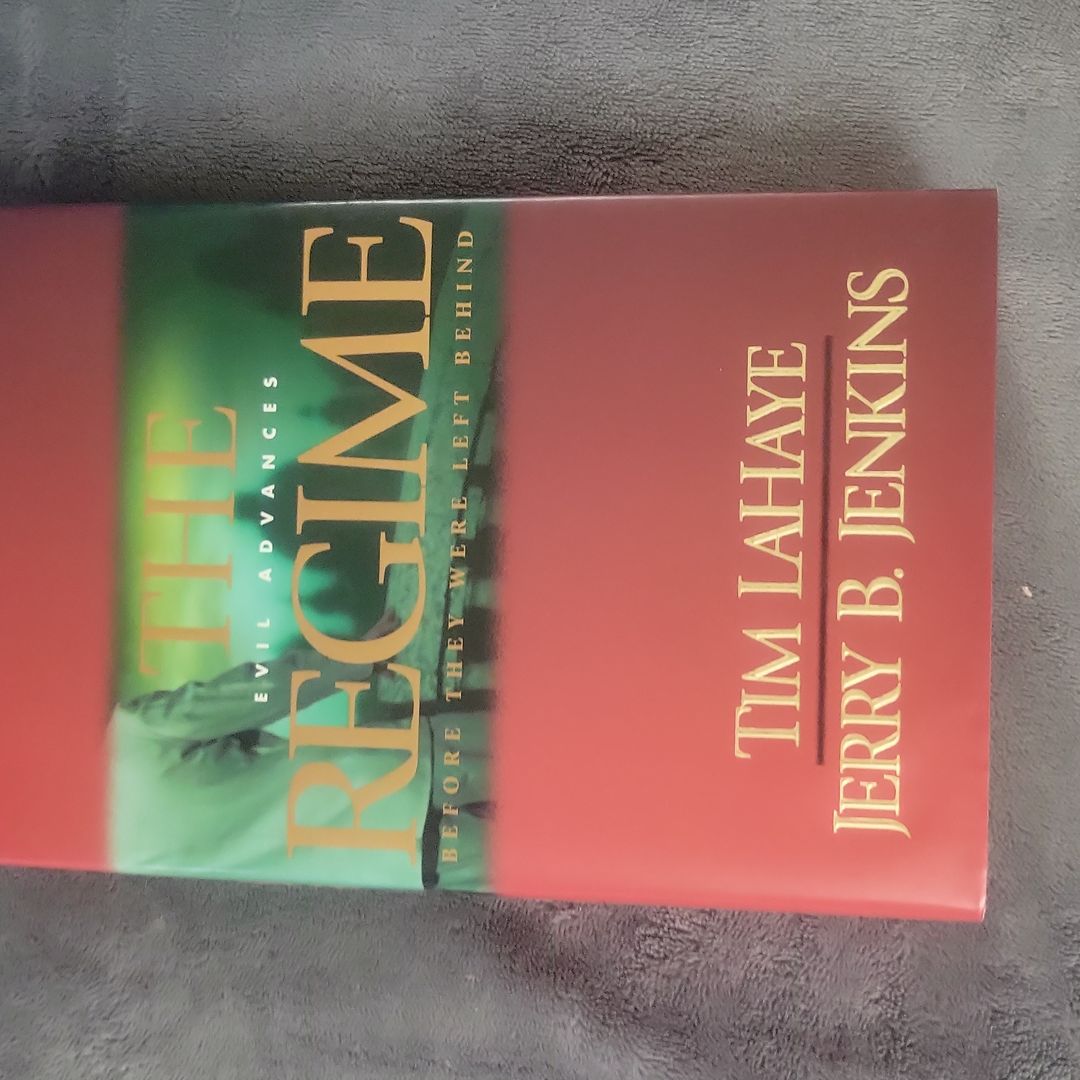 THE
EVIL ADVANCES
REGIME
BEFORE THEY WERE LEFT BEHIND
TIM LAHAYE
JERRY B. JENKINS